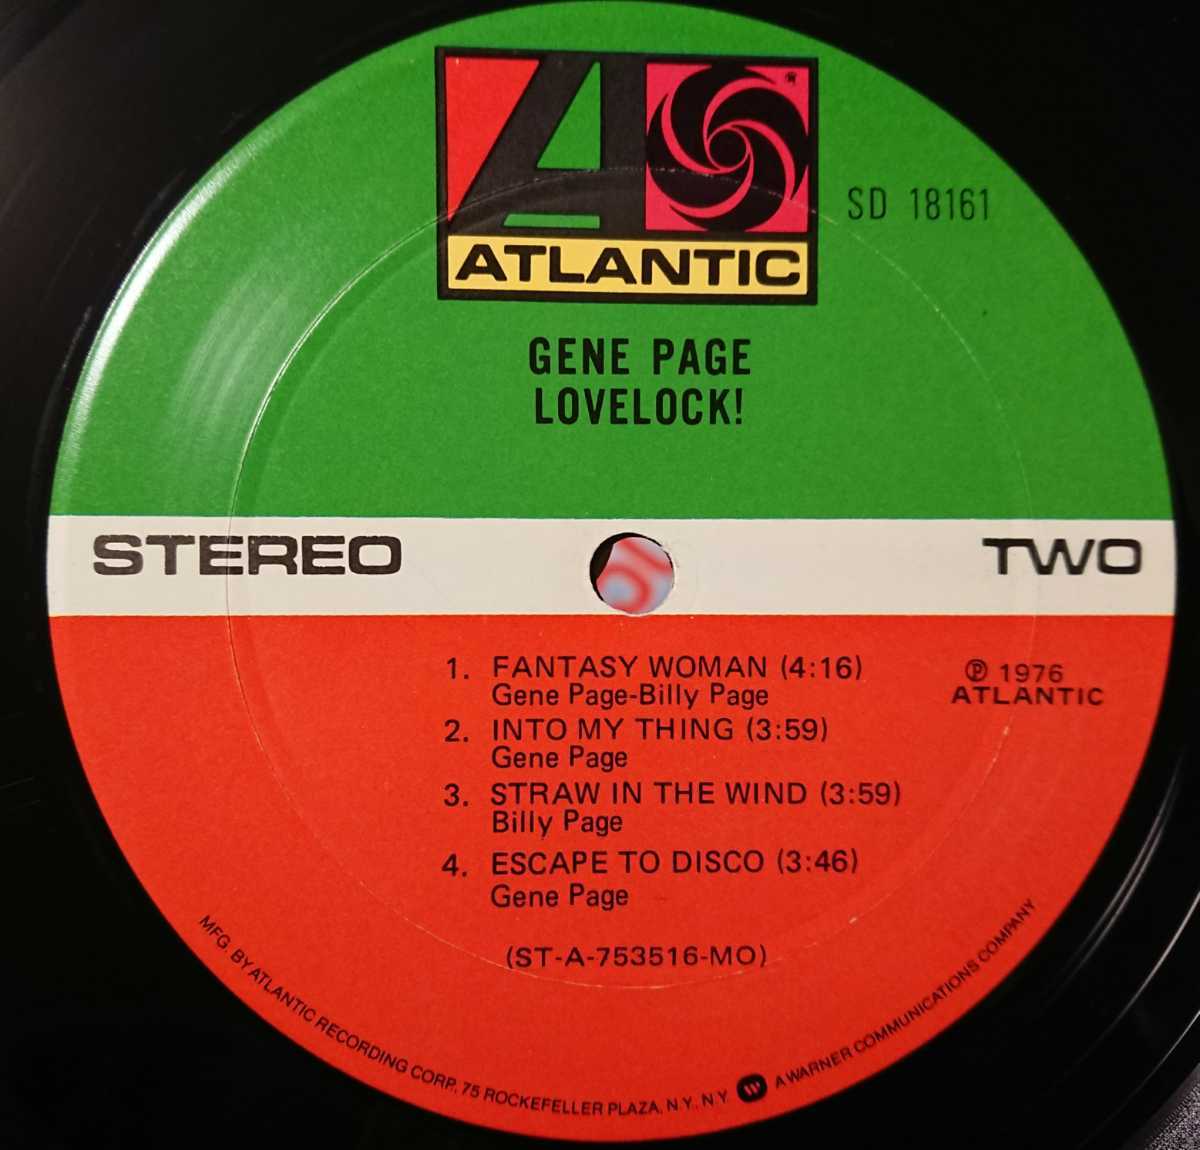 ATLANTIC
SD 18161
GENE PAGE
LOVELOCK!
STEREO
TWO
1. FANTASY WOMAN (4:16)
Gene Page-Billy Page
2. INTO MY THING (3:59)
Gene Page
3. STRAW IN THE WIND (3:59)
Billy Page
4. ESCAPE TO DISCO (3:46)
Gene Page
Ⓟ 1976
ATLANTIC
(ST-A-753516-MO)
MFG. BY ATLANTIC RECORDING CORP., 75 ROCKEFELLER PLAZA, N.Y., N.Y. A WARNER COMMUNICATIONS COMPANY